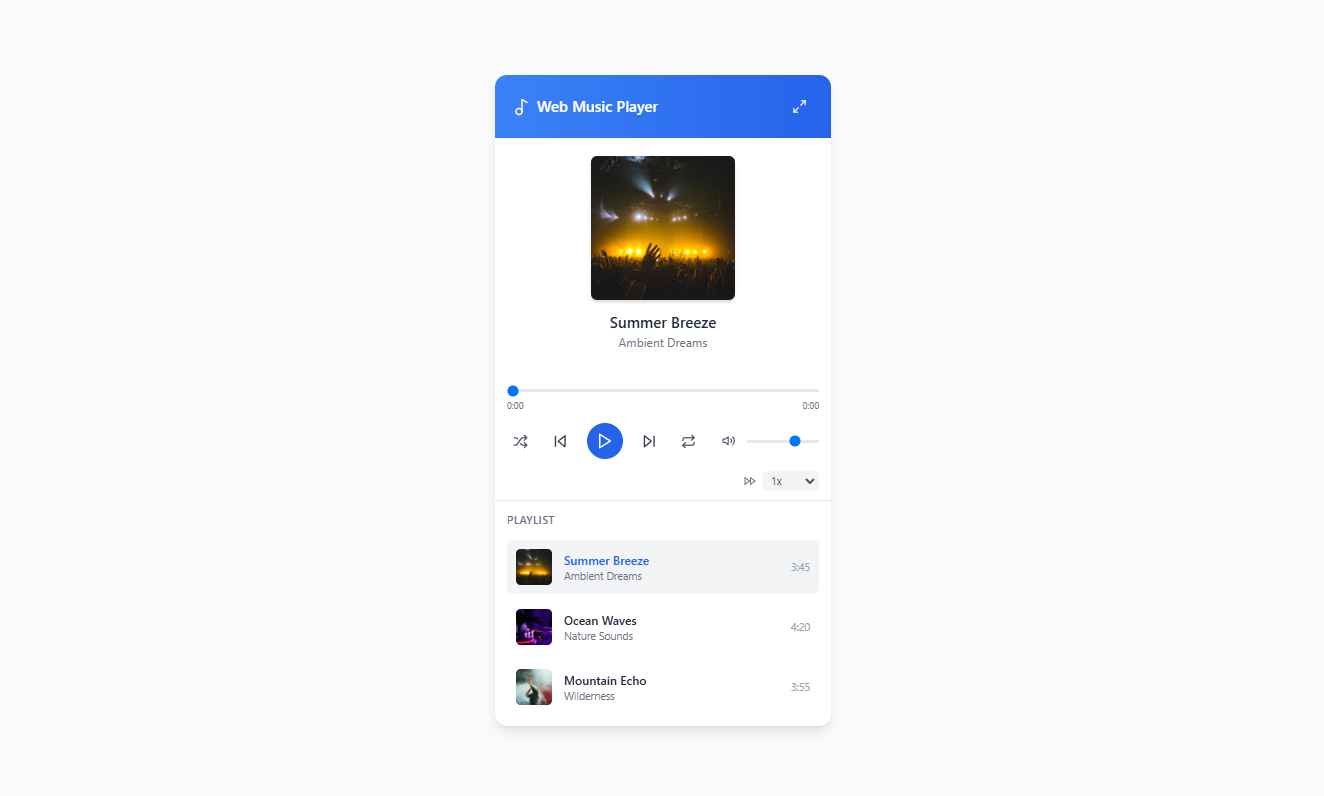 Web Music Player
Summer Breeze
Ambient Dreams
0:00 0:00
1x
PLAYLIST
Summer Breeze
Ambient Dreams
3:45
Ocean Waves
Nature Sounds
4:20
Mountain Echo
Wilderness
3:55